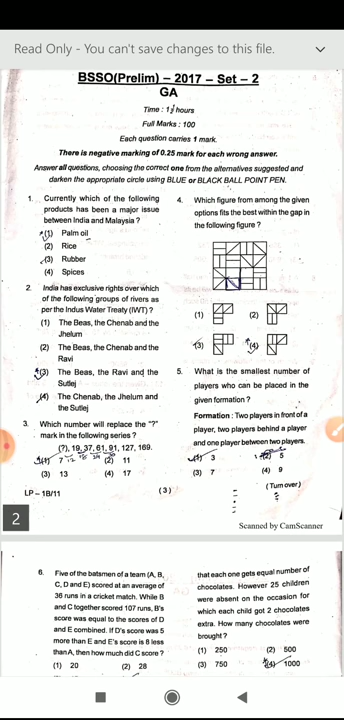 Read Only - You can't save changes to this file.
BSSO(Prelim) – 2017 – Set – 2
GA
Time : 1½ hours
Full Marks : 100
Each question carries 1 mark.
There is negative marking of 0.25 mark for each wrong answer.
Answer all questions, choosing the correct one from the alternatives suggested and
darken the appropriate circle using BLUE or BLACK BALL POINT PEN.
1. Currently which of the following
products has been a major issue
between India and Malaysia ?
(1) Palm oil
(2) Rice
(3) Rubber
(4) Spices
2. India has exclusive rights over which
of the following groups of rivers as
per the Indus Water Treaty (IWT) ?
(1) The Beas, the Chenab and the
Jhelum
(2) The Beas, the Chenab and the
Ravi
(3) The Beas, the Ravi and the
Sutlej
(4) The Chenab, the Jhelum and
the Sutlej
3. Which number will replace the "?"
mark in the following series ?
(?), 19, 37, 61, 91, 127, 169.
(1) 7 (2) 11
(3) 13 (4) 17
LP – 1B/11
(3)
4. Which figure from among the given
options fits the best within the gap in
the following figure ?
(1) (2)
(3) (4)
5. What is the smallest number of
players who can be placed in the
given formation ?
Formation : Two players in front of a
player, two players behind a player
and one player between two players.
(1) 3 (2) 5
(3) 7 (4) 9
(Turn over)
2
Scanned by CamScanner
6. Five of the batsmen of a team (A, B,
C, D and E) scored at an average of
36 runs in a cricket match. While B
and C together scored 107 runs, B's
score was equal to the scores of D
and E combined. If D's score was 5
more than E and E's score is 8 less
than A, then how much did C score ?
(1) 20 (2) 28
that each one gets equal number of
chocolates. However 25 children
were absent on the occasion for
which each child got 2 chocolates
extra. How many chocolates were
brought ?
(1) 250 (2) 500
(3) 750 (4) 1000